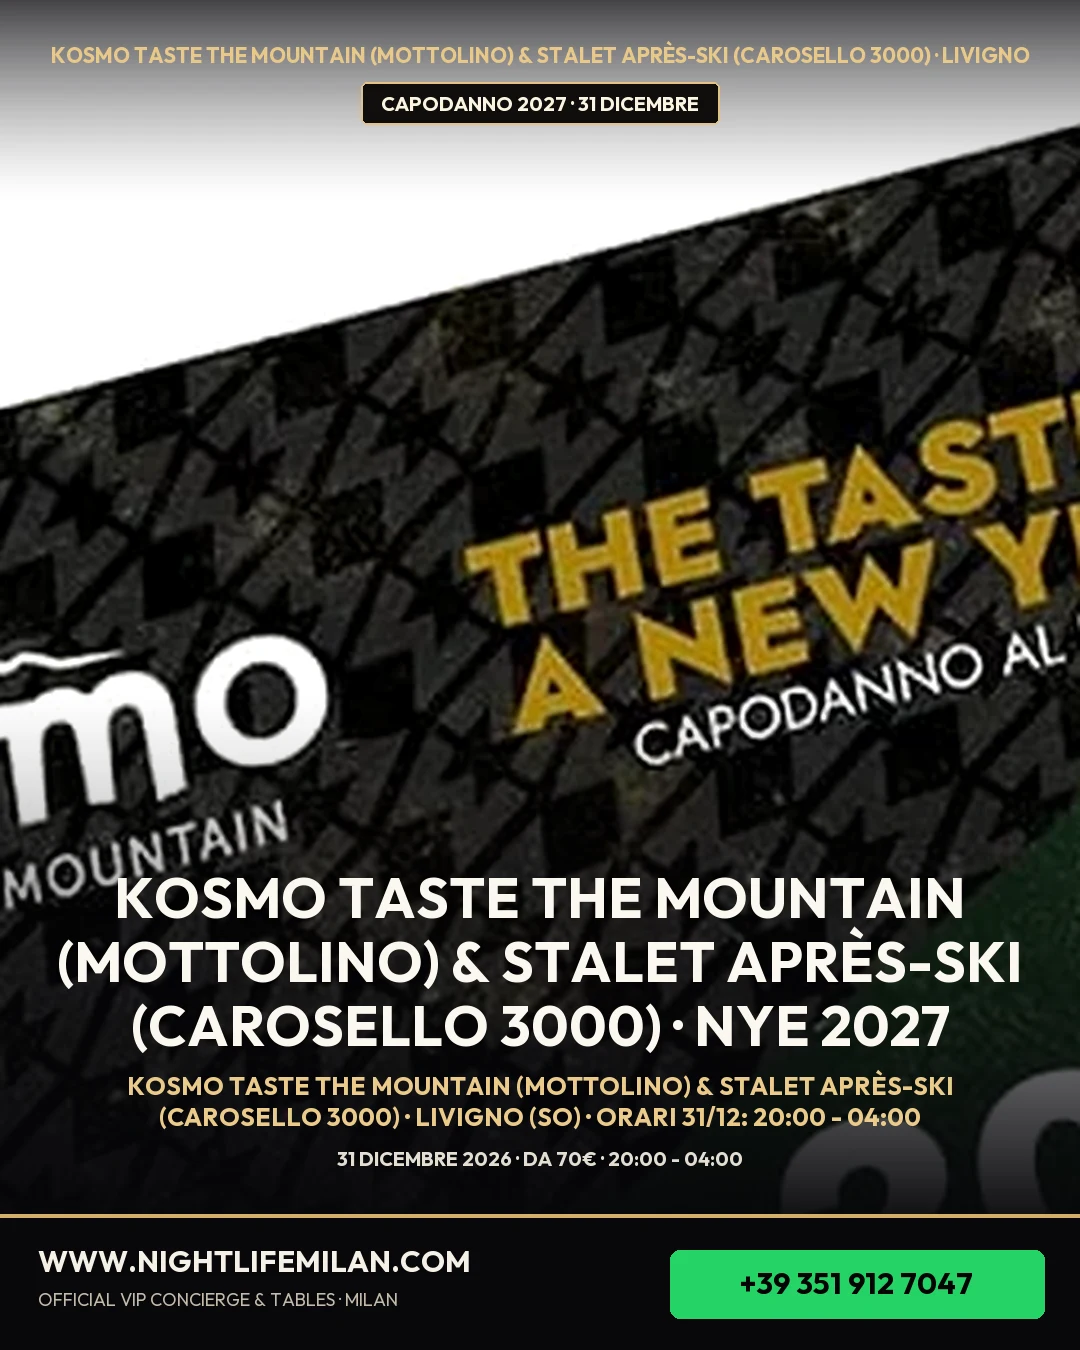 KOSMO TASTE THE MOUNTAIN (MOTTOLINO) & STALET APRÈS-SKI (CAROSELLO 3000) · LIVIGNO
CAPODANNO 2027 · 31 DICEMBRE
THE TAST
A NEW Y
CAPODANNO AL
mo
MOUNTAIN
KOSMO TASTE THE MOUNTAIN
(MOTTOLINO) & STALET APRÈS-SKI
(CAROSELLO 3000) · NYE 2027
KOSMO TASTE THE MOUNTAIN (MOTTOLINO) & STALET APRÈS-SKI
(CAROSELLO 3000) · LIVIGNO (SO) · ORARI 31/12: 20:00 - 04:00
31 DICEMBRE 2026 · DA 70€ · 20:00 - 04:00
WWW.NIGHTLIFEMILAN.COM
OFFICIAL VIP CONCIERGE & TABLES · MILAN
+39 351 912 7047